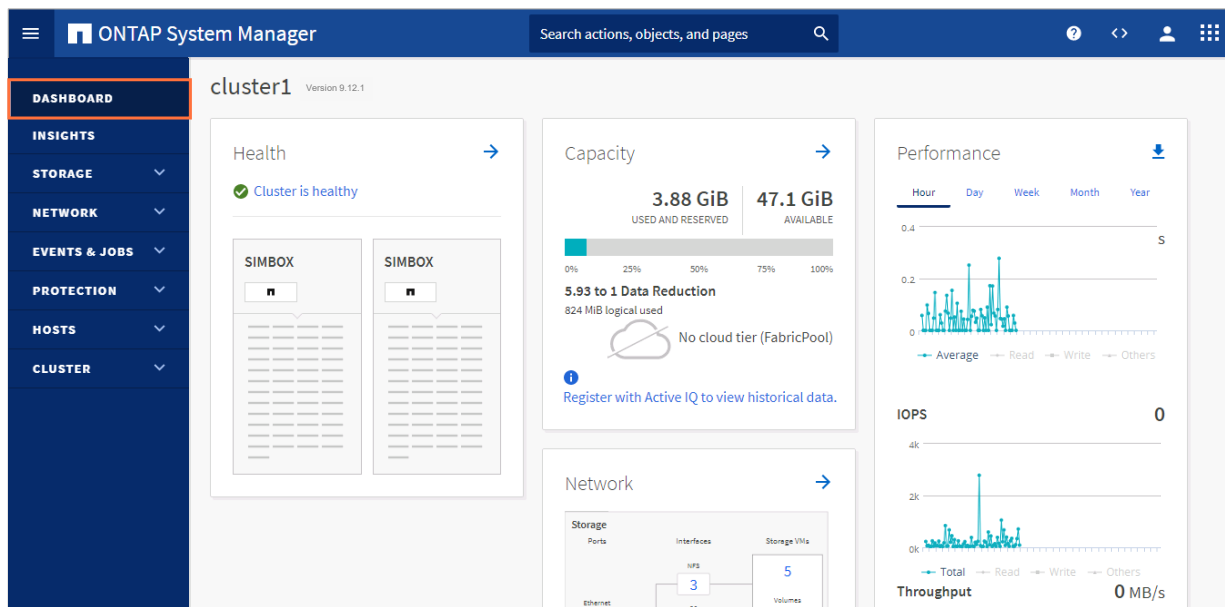 ONTAP System Manager
Search actions, objects, and pages
DASHBOARD
INSIGHTS
STORAGE
NETWORK
EVENTS & JOBS
PROTECTION
HOSTS
CLUSTER
cluster1 Version 9.12.1
Health
Cluster is healthy
SIMBOX SIMBOX
Capacity
3.88 GiB 47.1 GiB
USED AND RESERVED AVAILABLE
0% 25% 50% 75% 100%
5.93 to 1 Data Reduction
824 MiB logical used
No cloud tier (FabricPool)
Register with Active IQ to view historical data.
Network
Storage
Ports Interfaces Storage VMs
NFS
3
5
Volumes
Ethernet
Performance
Hour Day Week Month Year
0.4
s
0.2
0
Average Read Write Others
IOPS 0
4k
2k
0k
Total Read Write Others
Throughput 0 MB/s